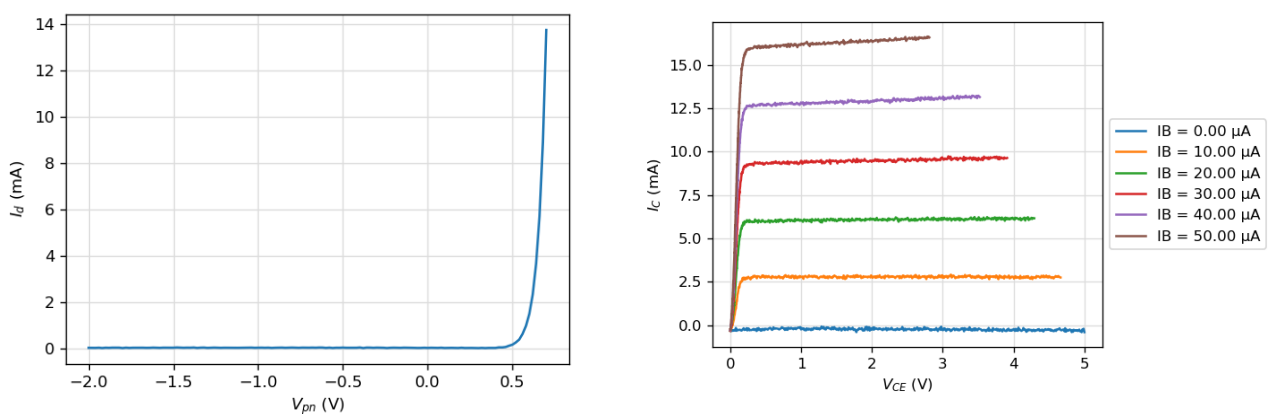 14
12
10
8
6
4
2
0
I_d (mA)
−2.0 −1.5 −1.0 −0.5 0.0 0.5
V_pn (V)
15.0
12.5
10.0
7.5
5.0
2.5
0.0
I_C (mA)
0 1 2 3 4 5
V_CE (V)
IB = 0.00 μA
IB = 10.00 μA
IB = 20.00 μA
IB = 30.00 μA
IB = 40.00 μA
IB = 50.00 μA